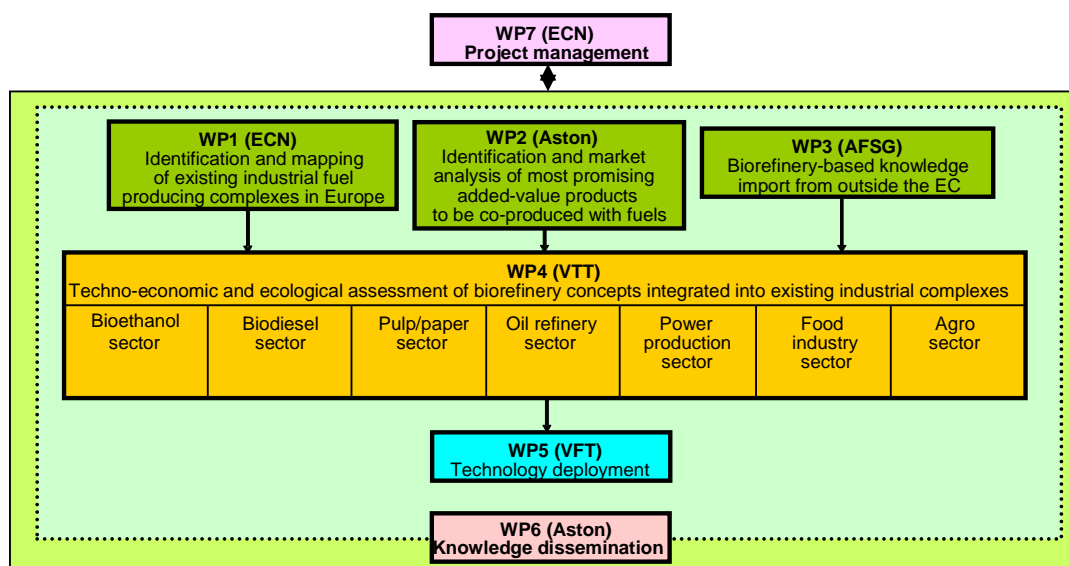 WP7 (ECN)
Project management
WP1 (ECN)
Identification and mapping
of existing industrial fuel
producing complexes in Europe
WP2 (Aston)
Identification and market
analysis of most promising
added-value products
to be co-produced with fuels
WP3 (AFSG)
Biorefinery-based knowledge
import from outside the EC
WP4 (VTT)
Techno-economic and ecological assessment of biorefinery concepts integrated into existing industrial complexes
Bioethanol
sector
Biodiesel
sector
Pulp/paper
sector
Oil refinery
sector
Power
production
sector
Food
industry
sector
Agro
sector
WP5 (VFT)
Technology deployment
WP6 (Aston)
Knowledge dissemination